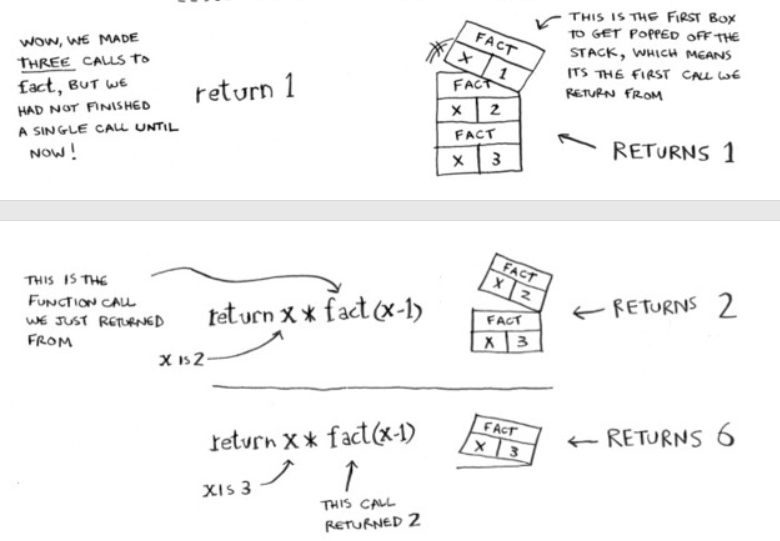 WOW, WE MADE
THREE CALLS TO
fact, BUT WE
HAD NOT FINISHED
A SINGLE CALL UNTIL
NOW!
return 1
FACT
X 1
FACT
X 2
FACT
X 3
THIS IS THE FIRST BOX
TO GET POPPED OFF THE
STACK, WHICH MEANS
ITS THE FIRST CALL WE
RETURN FROM
RETURNS 1
THIS IS THE
FUNCTION CALL
WE JUST RETURNED
FROM
return x * fact(x-1)
X IS 2
FACT
X 2
FACT
X 3
RETURNS 2
return x * fact(x-1)
X IS 3
THIS CALL
RETURNED 2
FACT
X 3
RETURNS 6